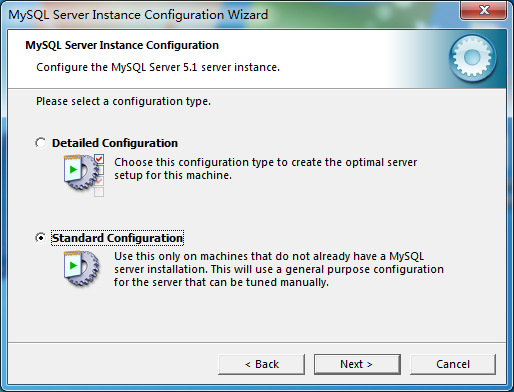 MySQL Server Instance Configuration Wizard
MySQL Server Instance Configuration
Configure the MySQL Server 5.1 server instance.
Please select a configuration type.
Detailed Configuration
Choose this configuration type to create the optimal server
setup for this machine.
Standard Configuration
Use this only on machines that do not already have a MySQL
server installation. This will use a general purpose configuration
for the server that can be tuned manually.
< Back
Next >
Cancel